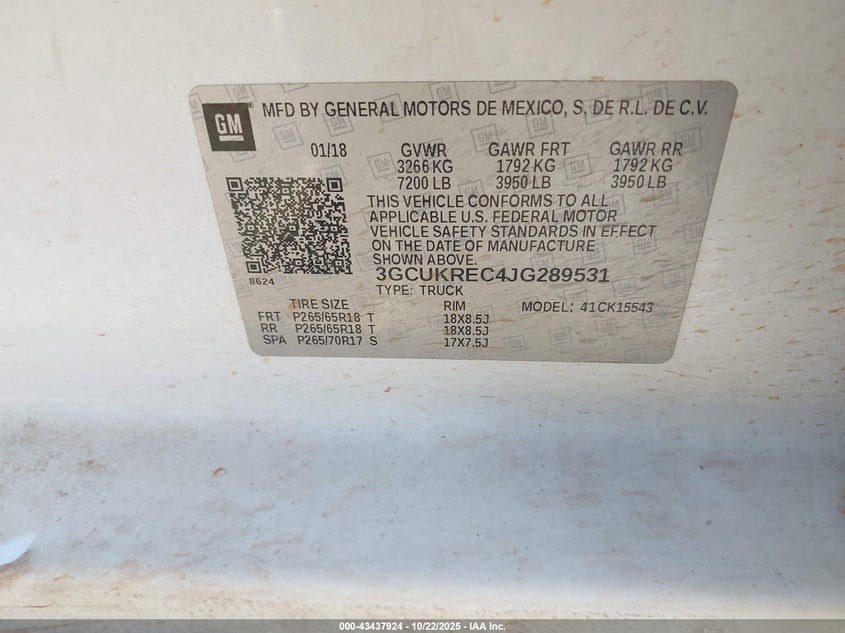 GM
MFD BY GENERAL MOTORS DE MEXICO, S. DE R.L. DE C.V.
01/18 GVWR GAWR FRT GAWR RR
3266 KG 1792 KG 1792 KG
7200 LB 3950 LB 3950 LB
THIS VEHICLE CONFORMS TO ALL
APPLICABLE U.S. FEDERAL MOTOR
VEHICLE SAFETY STANDARDS IN EFFECT
ON THE DATE OF MANUFACTURE
SHOWN ABOVE.
8624
3GCUKREC4JG289531
TYPE: TRUCK
TIRE SIZE RIM MODEL: 41CK15543
FRT P265/65R18 T 18X8.5J
RR P265/65R18 T 18X8.5J
SPA P265/70R17 S 17X7.5J
000-43437924 - 10/22/2025 - IAA Inc.